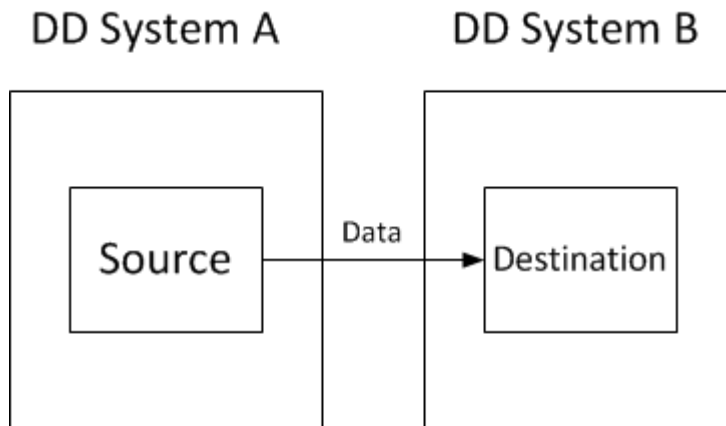 DD System A
DD System B
Source
Data
Destination